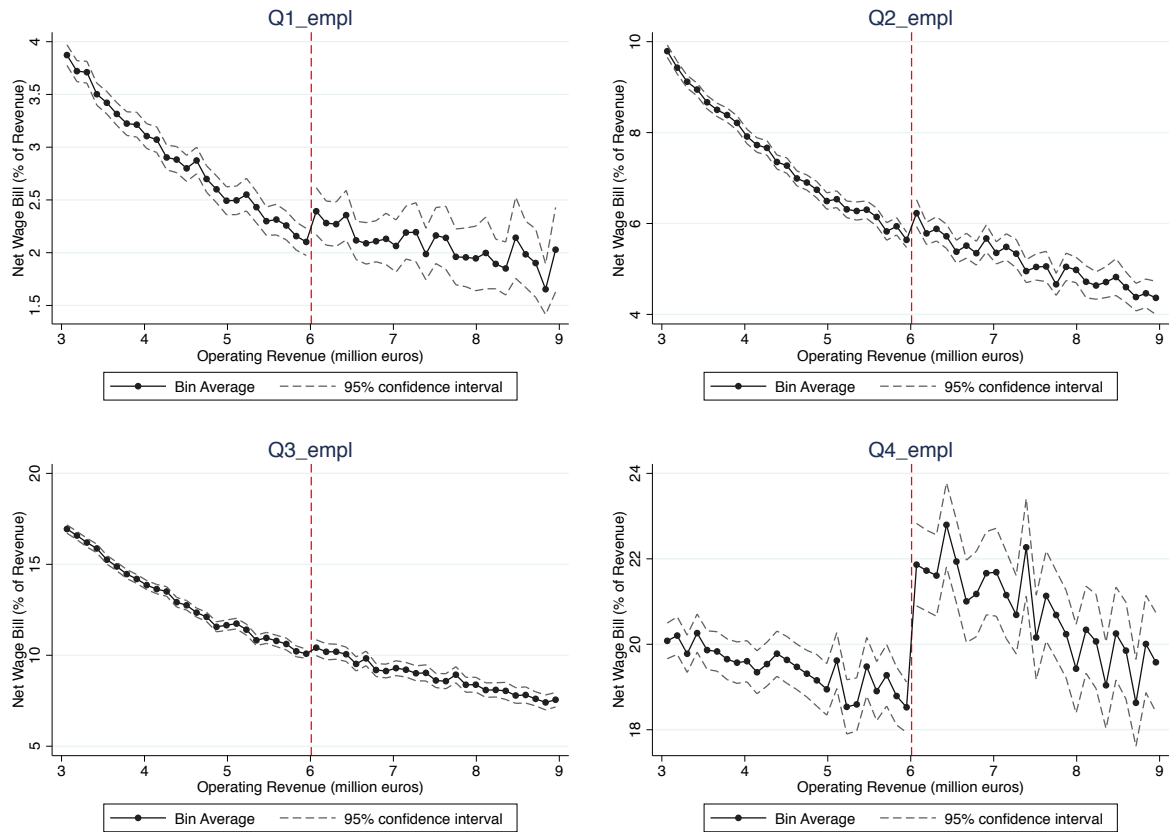 Q1_empl
Net Wage Bill (% of Revenue)
4
3.5
3
2.5
2
1.5
3 4 5 6 7 8 9
Operating Revenue (million euros)
Bin Average 95% confidence interval
Q2_empl
Net Wage Bill (% of Revenue)
10
8
6
4
3 4 5 6 7 8 9
Operating Revenue (million euros)
Bin Average 95% confidence interval
Q3_empl
Net Wage Bill (% of Revenue)
20
15
10
5
3 4 5 6 7 8 9
Operating Revenue (million euros)
Bin Average 95% confidence interval
Q4_empl
Net Wage Bill (% of Revenue)
24
22
20
18
3 4 5 6 7 8 9
Operating Revenue (million euros)
Bin Average 95% confidence interval